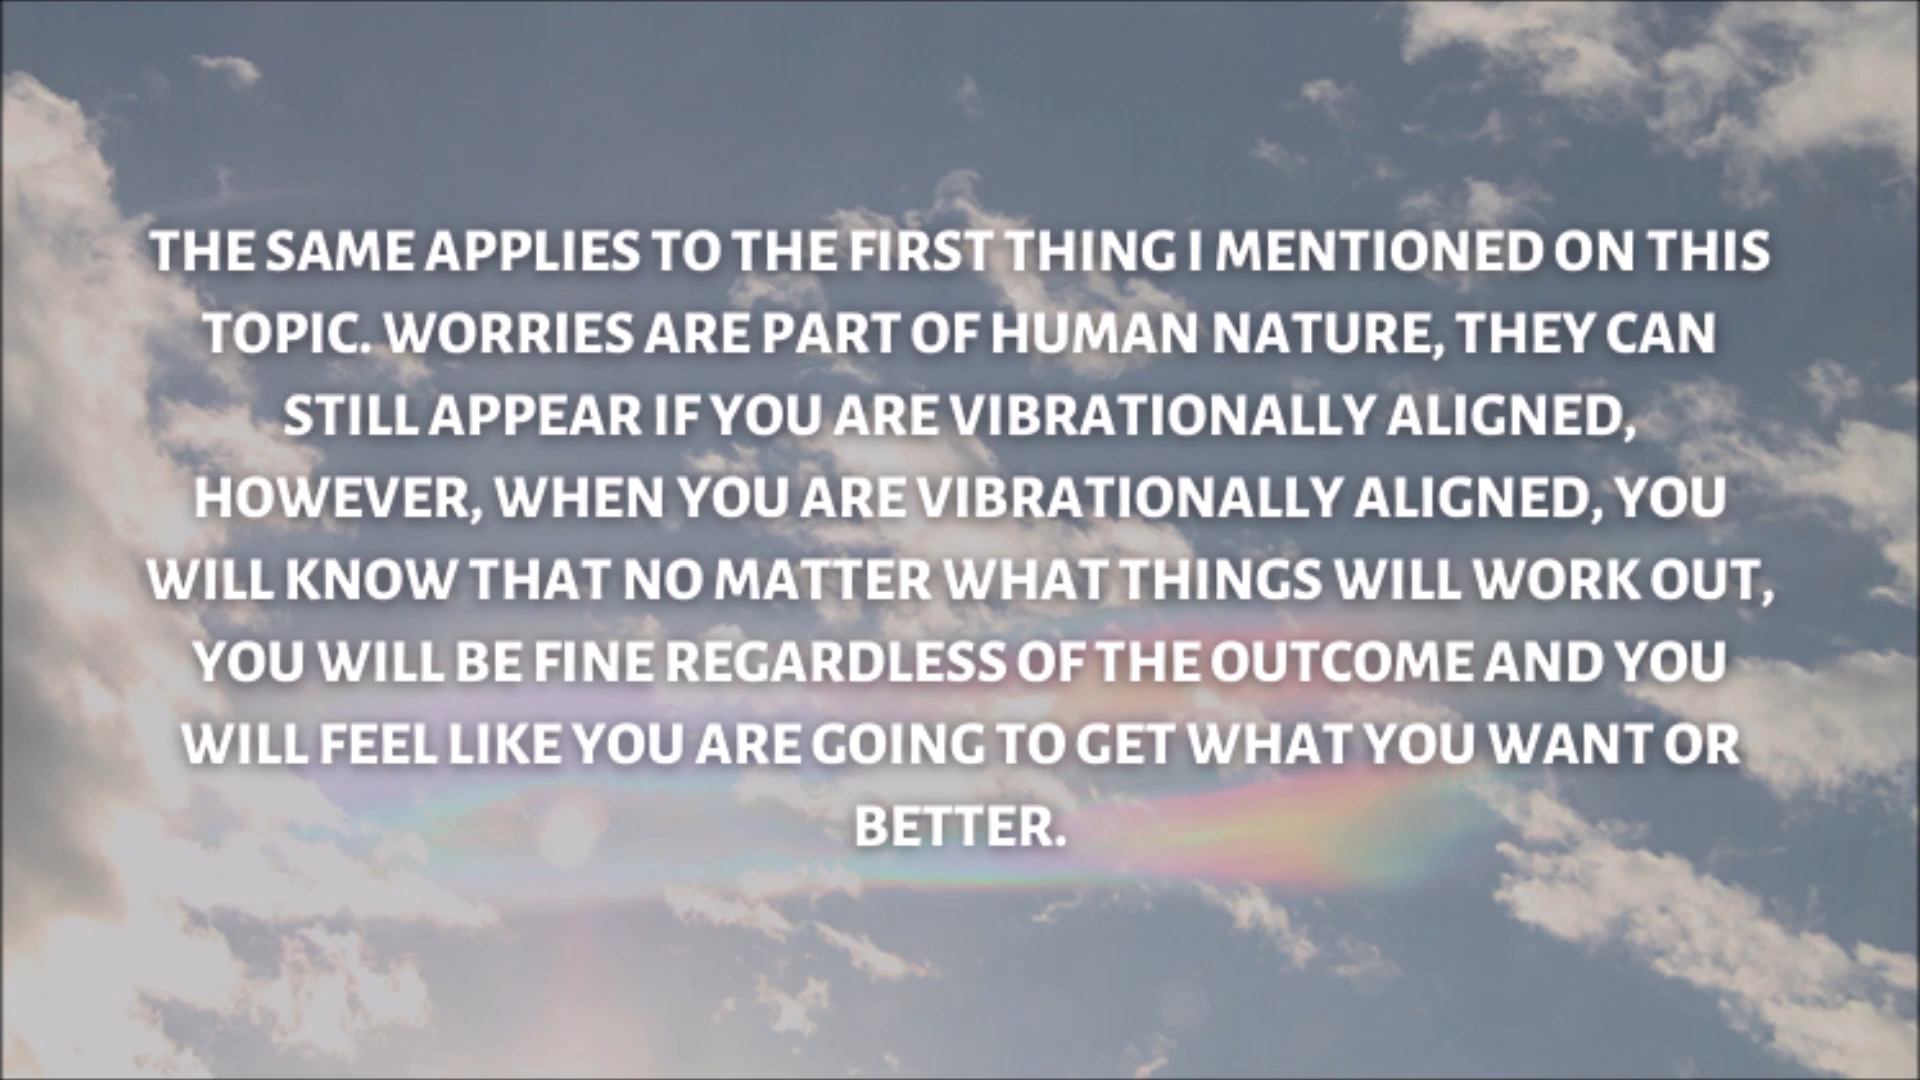 THE SAME APPLIES TO THE FIRST THING I MENTIONED ON THIS
TOPIC. WORRIES ARE PART OF HUMAN NATURE, THEY CAN
STILL APPEAR IF YOU ARE VIBRATIONALLY ALIGNED,
HOWEVER, WHEN YOU ARE VIBRATIONALLY ALIGNED, YOU
WILL KNOW THAT NO MATTER WHAT THINGS WILL WORK OUT,
YOU WILL BE FINE REGARDLESS OF THE OUTCOME AND YOU
WILL FEEL LIKE YOU ARE GOING TO GET WHAT YOU WANT OR
BETTER.